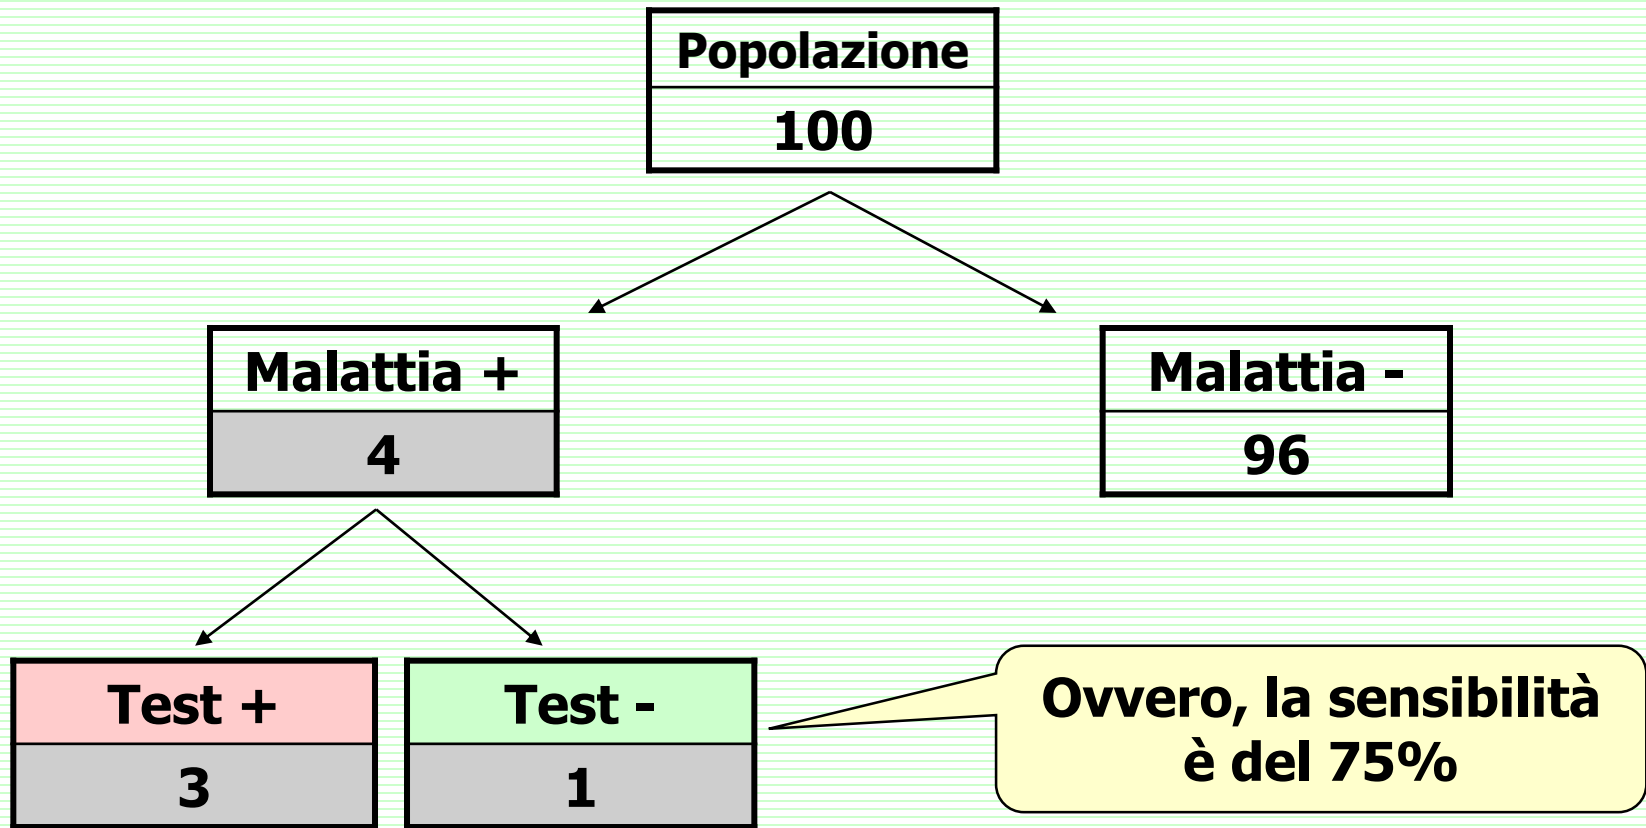 Popolazione
100
Malattia +
4
Malattia -
96
Test +
3
Test -
1
Ovvero, la sensibilità
è del 75%